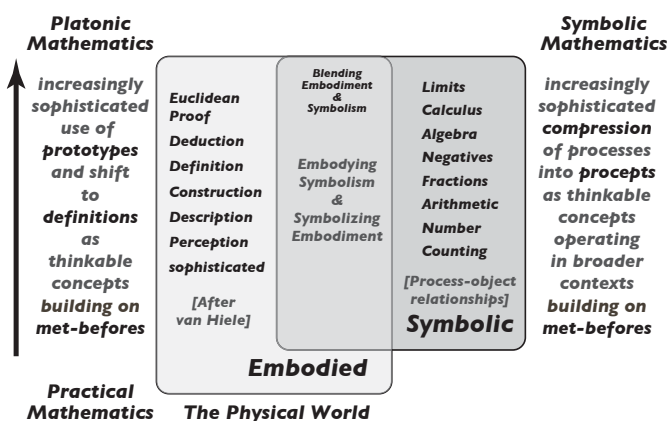 Platonic
Mathematics
increasingly
sophisticated
use of
prototypes
and shift
to
definitions
as
thinkable
concepts
building on
met-befores
Practical
Mathematics
Euclidean
Proof
Deduction
Definition
Construction
Description
Perception
sophisticated
[After
van Hiele]
Embodied
The Physical World
Blending
Embodiment
&
Symbolism
Embodying
Symbolism
&
Symbolizing
Embodiment
Limits
Calculus
Algebra
Negatives
Fractions
Arithmetic
Number
Counting
[Process-object
relationships]
Symbolic
Symbolic
Mathematics
increasingly
sophisticated
compression
of processes
into procepts
as thinkable
concepts
operating
in broader
contexts
building on
met-befores